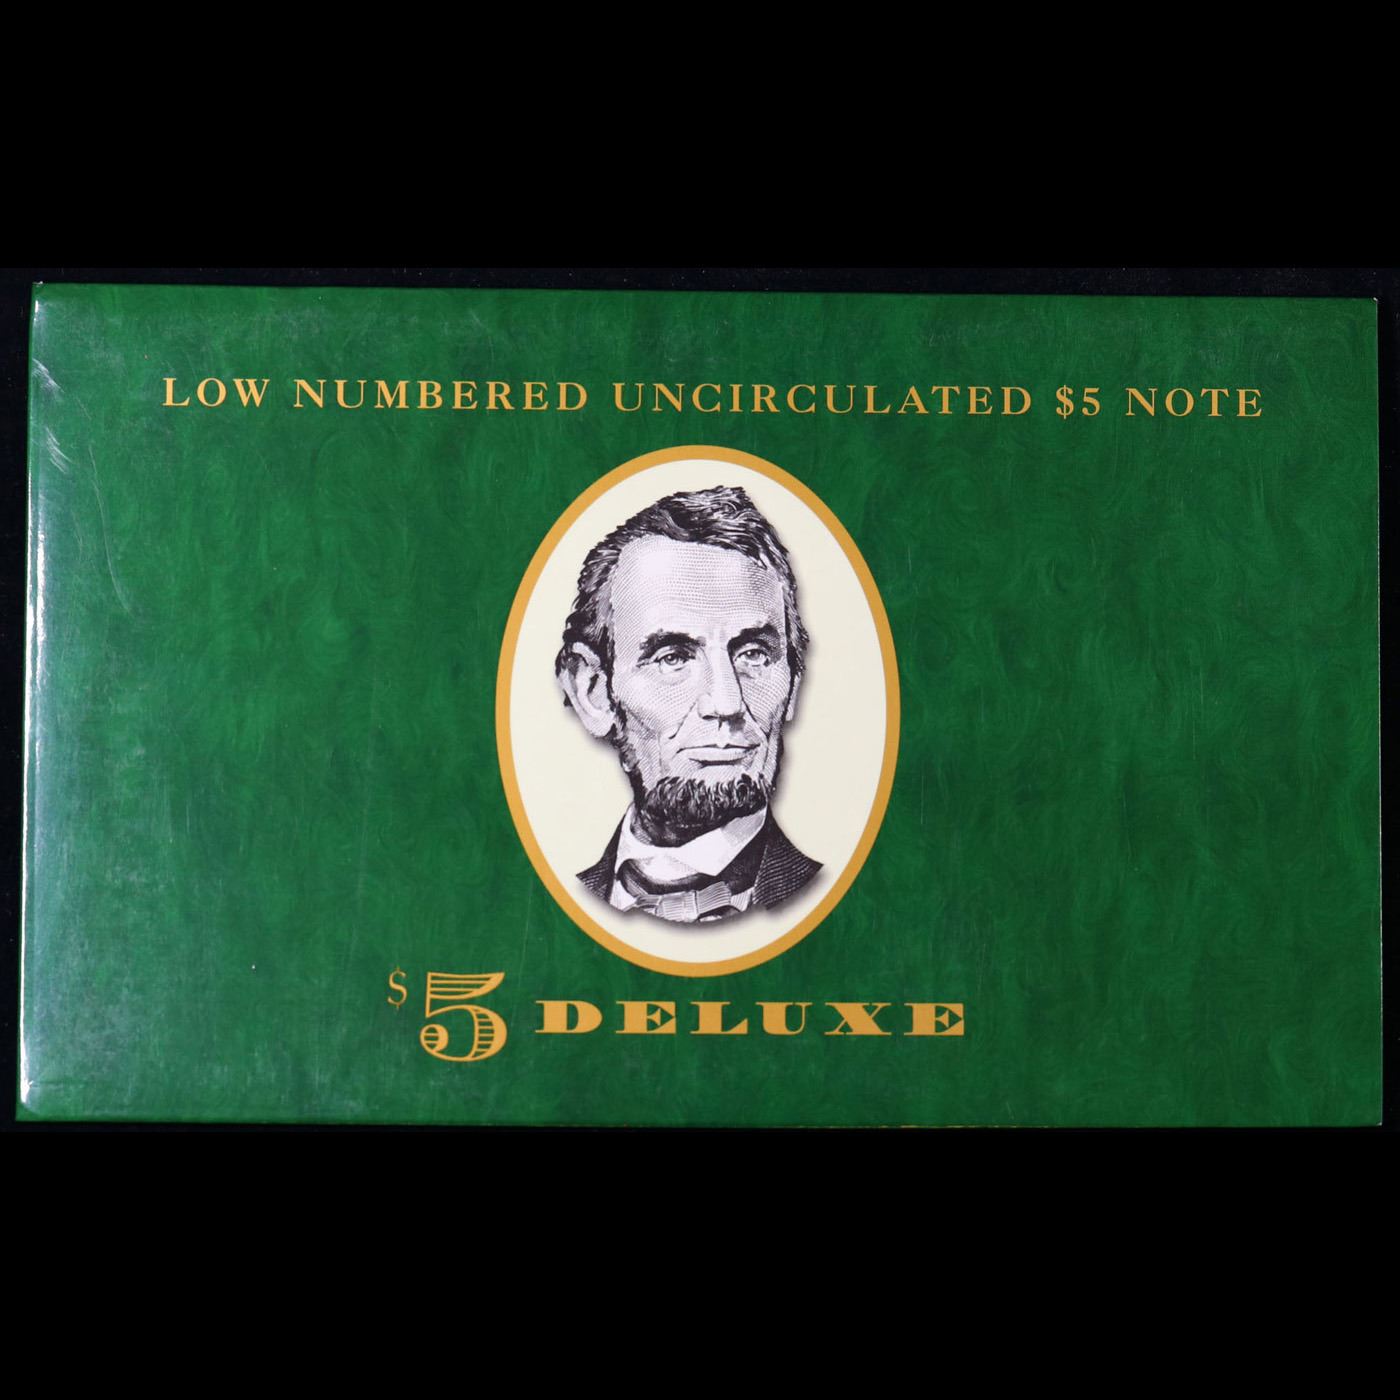 LOW NUMBERED UNCIRCULATED $5 NOTE
$5 DELUXE